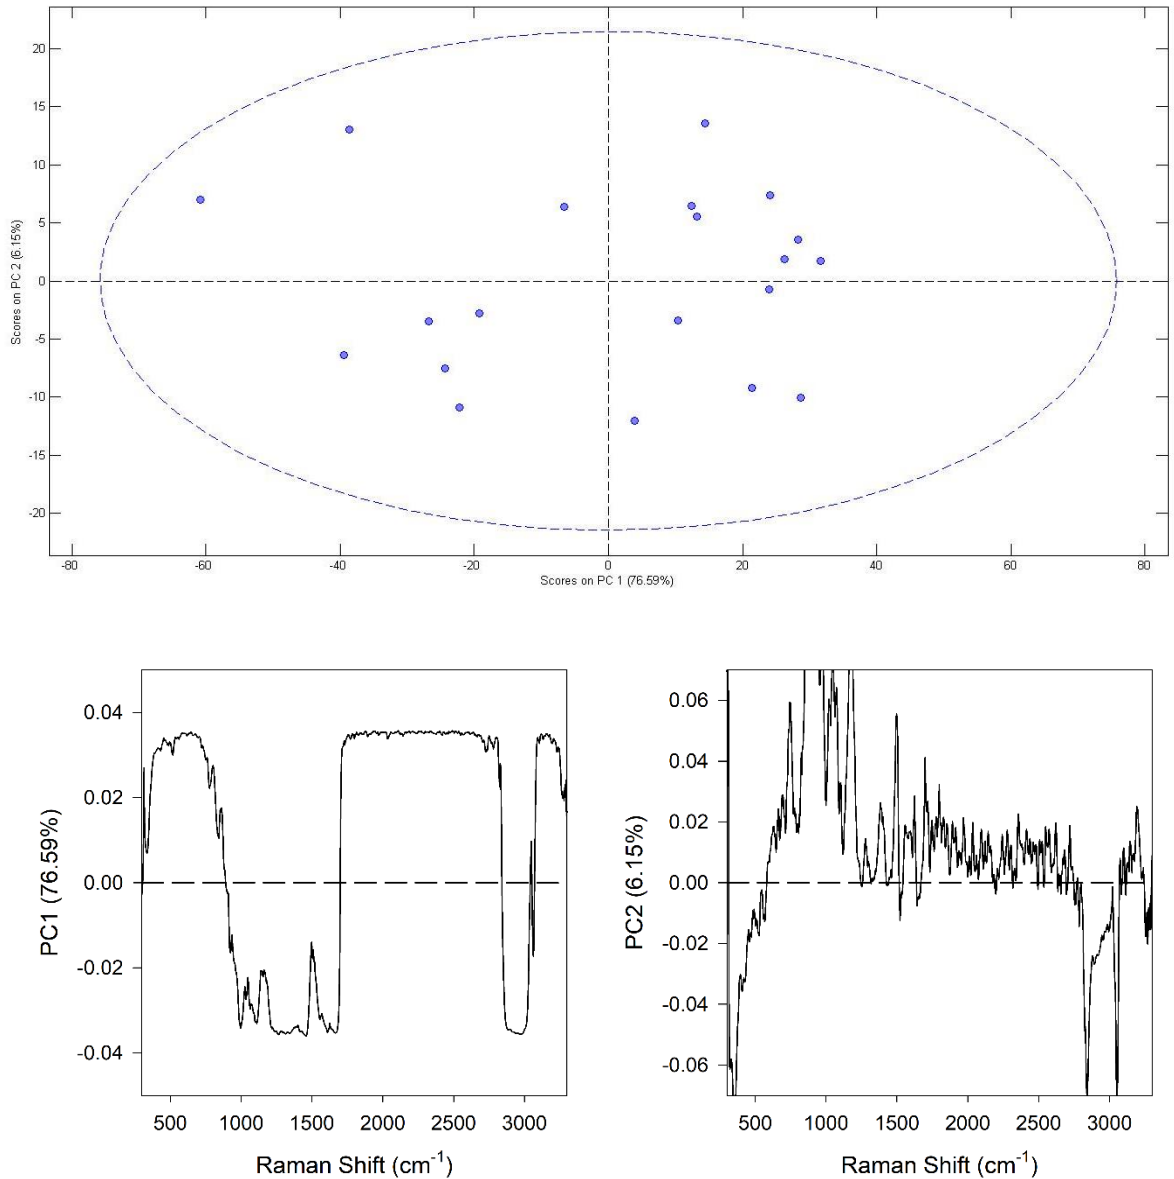 20
15
10
5
0
-5
-10
-15
-20
Scores on PC 2 (6.15%)
-80 -60 -40 -20 0 20 40 60 80
Scores on PC 1 (76.59%)
0.04
0.02
0.00
-0.02
-0.04
PC1 (76.59%)
500 1000 1500 2000 2500 3000
Raman Shift (cm⁻¹)
0.06
0.04
0.02
0.00
-0.02
-0.04
-0.06
PC2 (6.15%)
500 1000 1500 2000 2500 3000
Raman Shift (cm⁻¹)